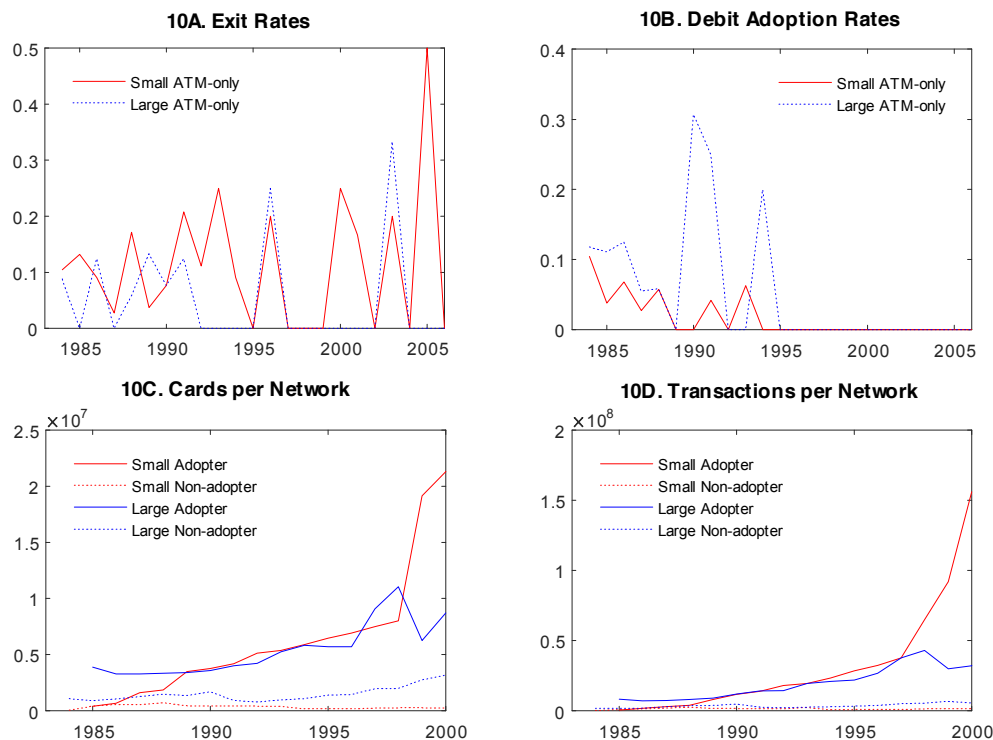 10A. Exit Rates
0.5
0.4
0.3
0.2
0.1
0
Small ATM-only
Large ATM-only
1985 1990 1995 2000 2005
10B. Debit Adoption Rates
0.4
0.3
0.2
0.1
0
Small ATM-only
Large ATM-only
1985 1990 1995 2000 2005
10C. Cards per Network
×10^7
2.5
2
1.5
1
0.5
0
Small Adopter
Small Non-adopter
Large Adopter
Large Non-adopter
1985 1990 1995 2000
10D. Transactions per Network
×10^8
2
1.5
1
0.5
0
Small Adopter
Small Non-adopter
Large Adopter
Large Non-adopter
1985 1990 1995 2000